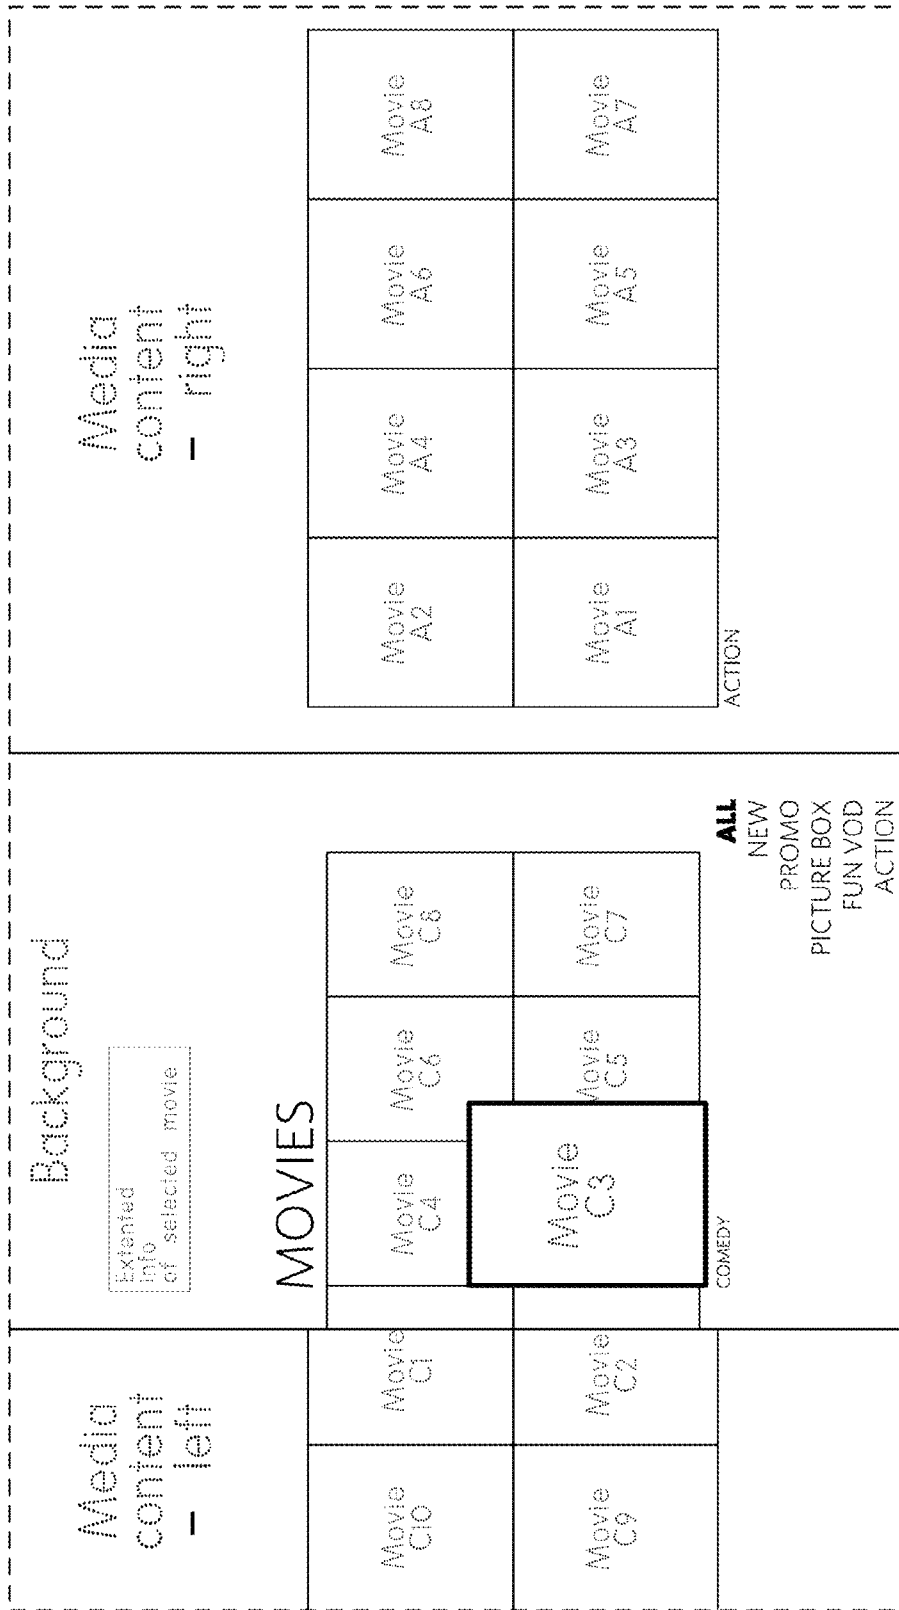 Media
content
– left
Movie
C10
Movie
C1
Movie
C9
Movie
C2
Background
Extented
info
of selected movie
MOVIES
Movie
C4
Movie
C6
Movie
C8
Movie
C3
Movie
C5
Movie
C7
COMEDY
ALL
NEW
PROMO
PICTURE BOX
FUN VOD
ACTION
Media
content
– right
Movie
A2
Movie
A4
Movie
A6
Movie
A8
Movie
A1
Movie
A3
Movie
A5
Movie
A7
ACTION